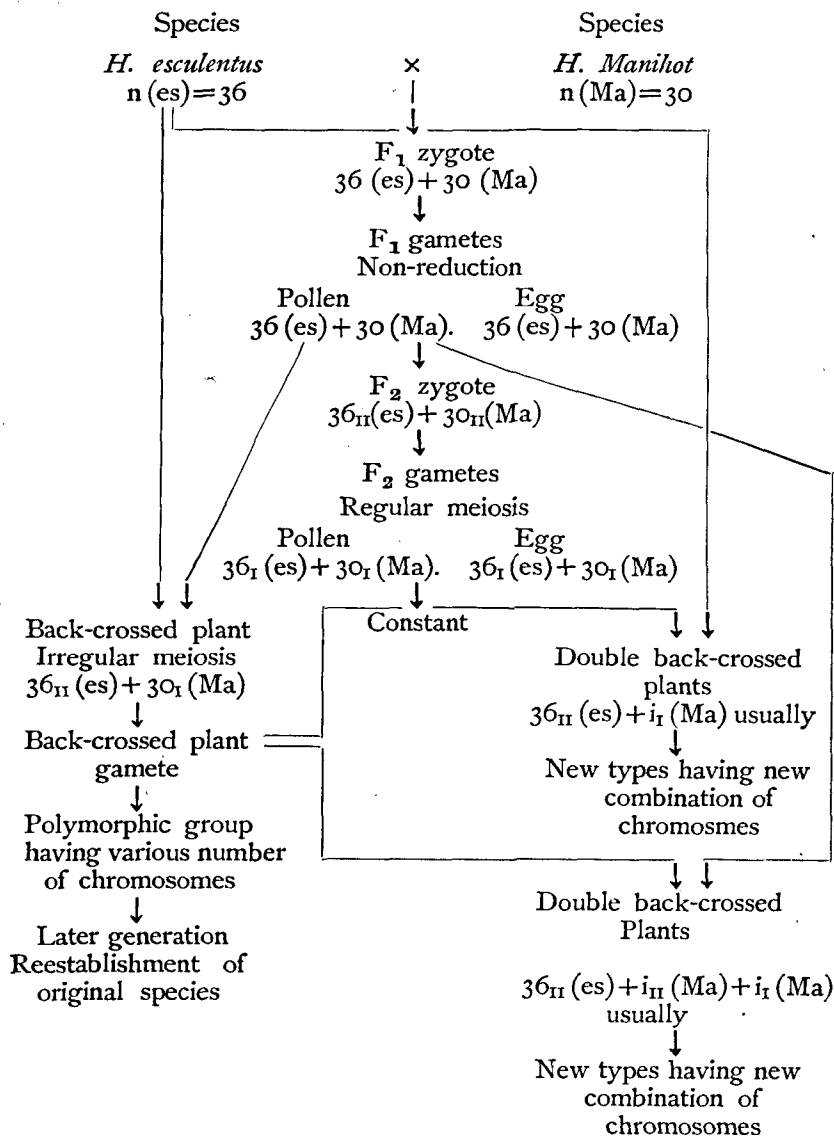 Species Species
H. esculentus × H. Manihot
n (es)=36 n (Ma)=30
F₁ zygote
36 (es)+30 (Ma)
F₁ gametes
Non-reduction
Pollen Egg
36 (es)+30 (Ma). 36 (es)+30 (Ma)
F₂ zygote
36II(es)+30II(Ma)
F₂ gametes
Regular meiosis
Pollen Egg
36I (es)+30I (Ma). 36I (es)+30I (Ma)
Constant
Back-crossed plant
Irregular meiosis
36II (es)+30I (Ma)
Back-crossed plant
gamete
Polymorphic group
having various number
of chromosomes
Later generation
Reestablishment of
original species
Double back-crossed
plants
36II (es)+iI (Ma) usually
New types having new
combination of
chromosmes
Double back-crossed
Plants
36II (es)+iII (Ma)+iI (Ma)
usually
New types having new
combination of
chromosomes